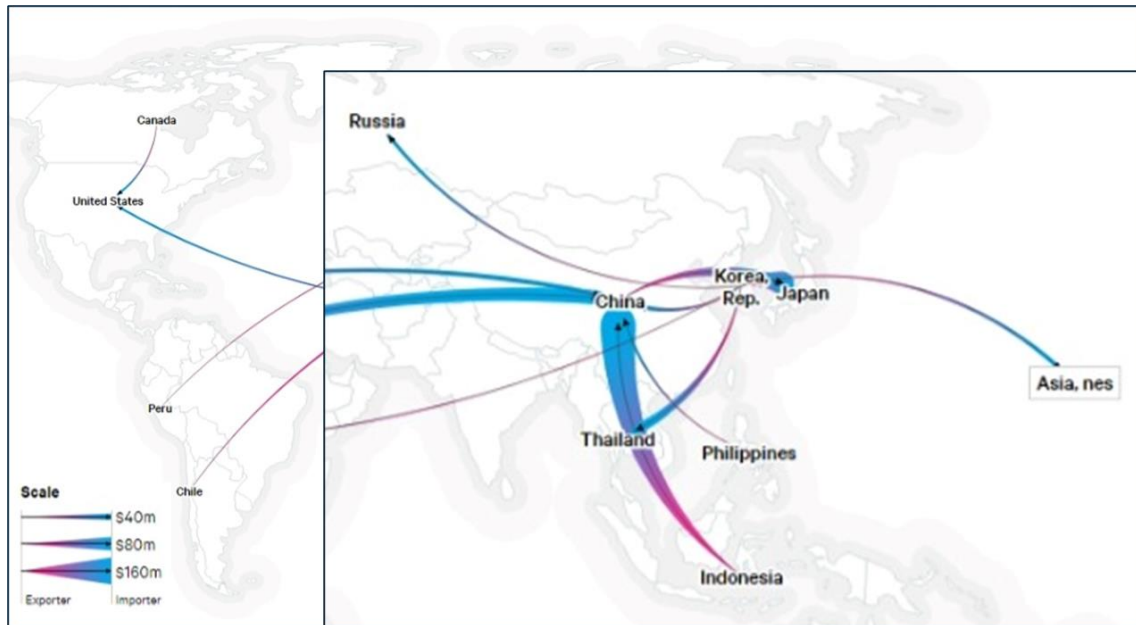 Canada
United States
Peru
Chile
Scale
$40m
$80m
$160m
Exporter
Importer
Russia
China
Korea,
Rep.
Japan
Asia, nes
Thailand
Philippines
Indonesia